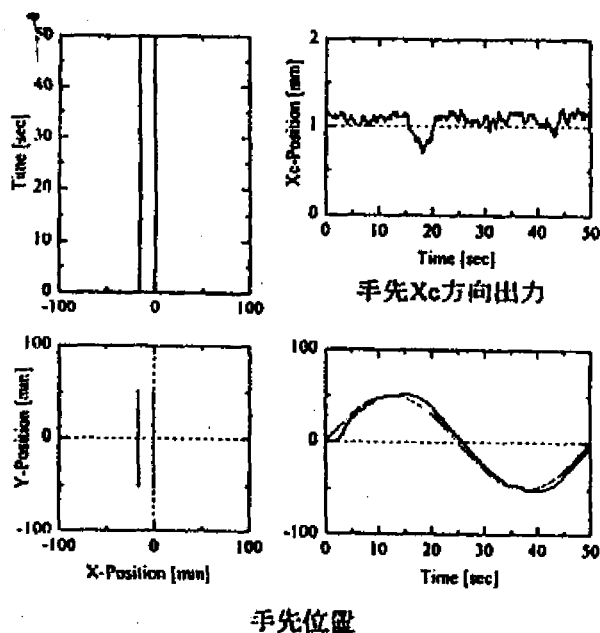 50
40
30
20
10
0
Time [sec]
-100 0 100
2
1
0
Xc-Position [mm]
0 10 20 30 40 50
Time [sec]
手先Xc方向出力
100
0
-100
Y-Position [mm]
-100 0 100
X-Position [mm]
100
0
-100
0 10 20 30 40 50
Time [sec]
手先位置